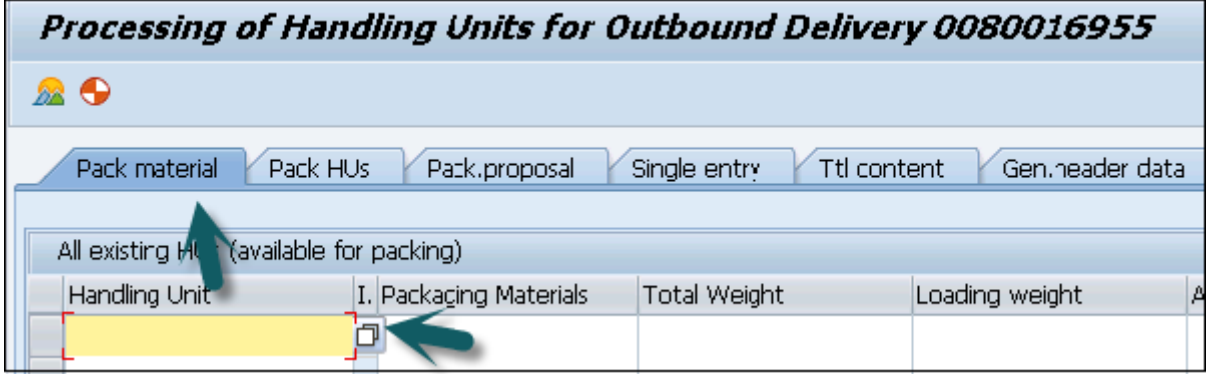 Processing of Handling Units for Outbound Delivery 0080016955
Pack material Pack HUs Pack.proposal Single entry Ttl content Gen.header data
All existing HUs (available for packing)
Handling Unit I. Packaging Materials Total Weight Loading weight A